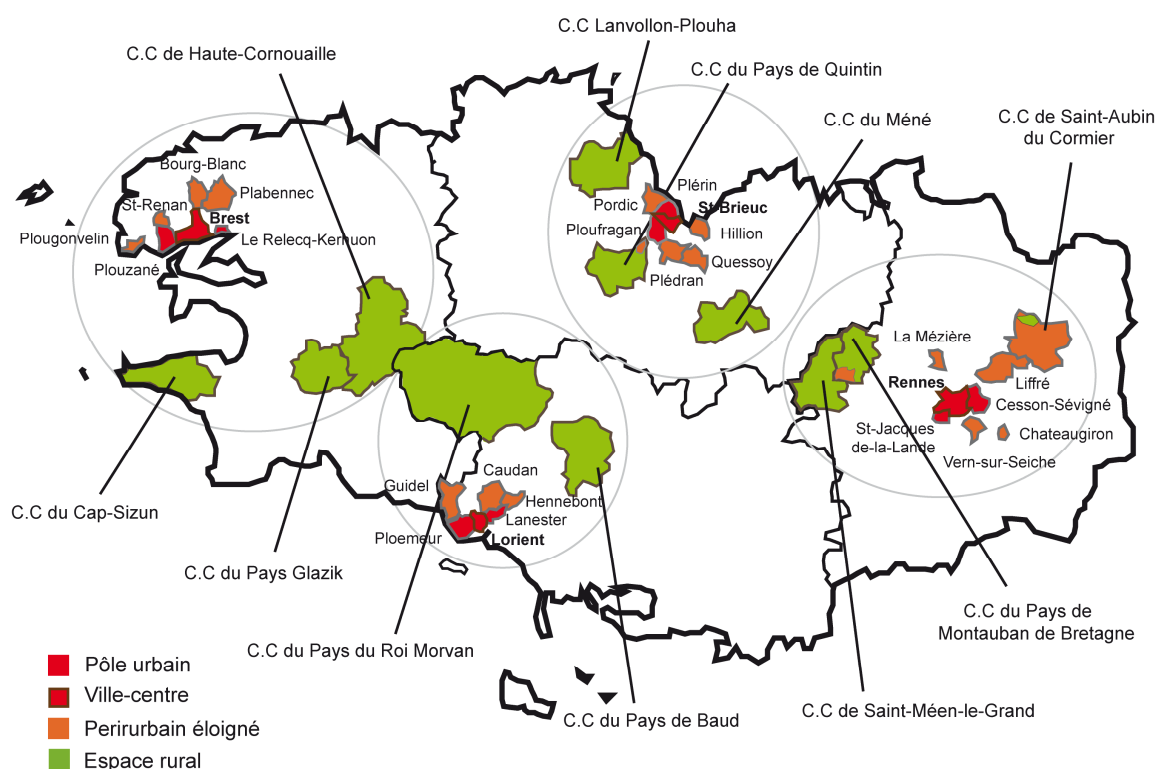 C.C Lanvollon-Plouha
C.C de Haute-Cornouaille
C.C du Pays de Quintin
C.C du Méné
C.C de Saint-Aubin
du Cormier
Bourg-Blanc
Plabennec
St-Renan
Brest
Plougonvelin
Le Relecq-Kerhuon
Plouzané
Plérin
Pordic
St-Brieuc
Ploufragan
Hillion
Quessoy
Plédran
La Mézière
Rennes
Liffré
Cesson-Sévigné
St-Jacques
de-la-Lande
Chateaugiron
Vern-sur-Seiche
Caudan
Guidel
Hennebont
Lanester
Ploemeur
Lorient
C.C du Cap-Sizun
C.C du Pays Glazik
C.C du Pays du Roi Morvan
C.C du Pays de Baud
C.C de Saint-Méen-le-Grand
C.C du Pays de
Montauban de Bretagne
Pôle urbain
Ville-centre
Perirurbain éloigné
Espace rural